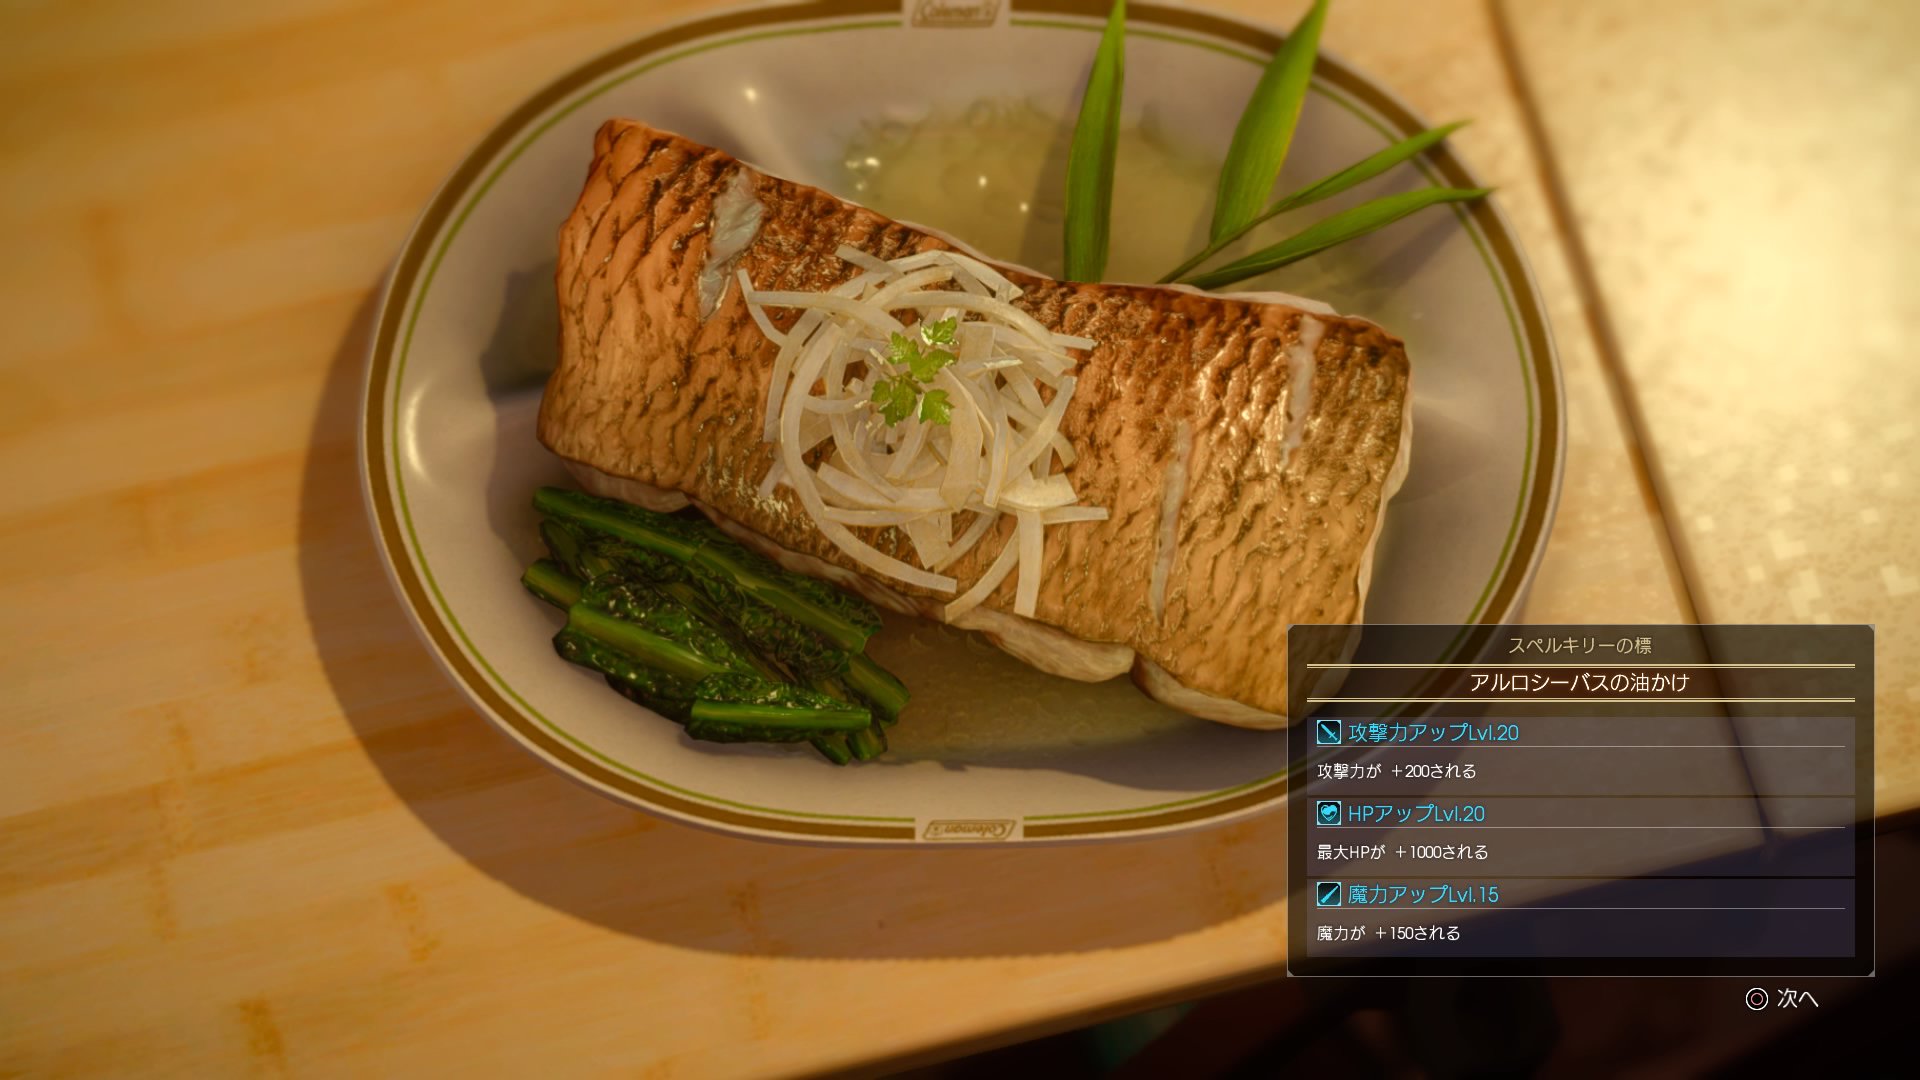 Coleman's
スペルキリーの標
アルロシーバスの油かけ
攻撃力アップLvl.20
攻撃力が +200される
HPアップLvl.20
最大HPが +1000される
魔力アップLvl.15
魔力が +150される
Coleman
次へ